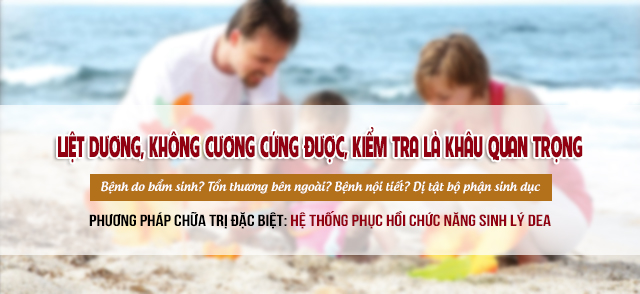 LIỆT DƯƠNG, KHÔNG CƯƠNG CỨNG ĐƯỢC, KIỂM TRA LÀ KHÂU QUAN TRỌNG
Bệnh do bẩm sinh? Tổn thương bên ngoài? Bệnh nội tiết? Dị tật bộ phận sinh dục
PHƯƠNG PHÁP CHỮA TRỊ ĐẶC BIỆT: HỆ THỐNG PHỤC HỒI CHỨC NĂNG SINH LÝ DEA